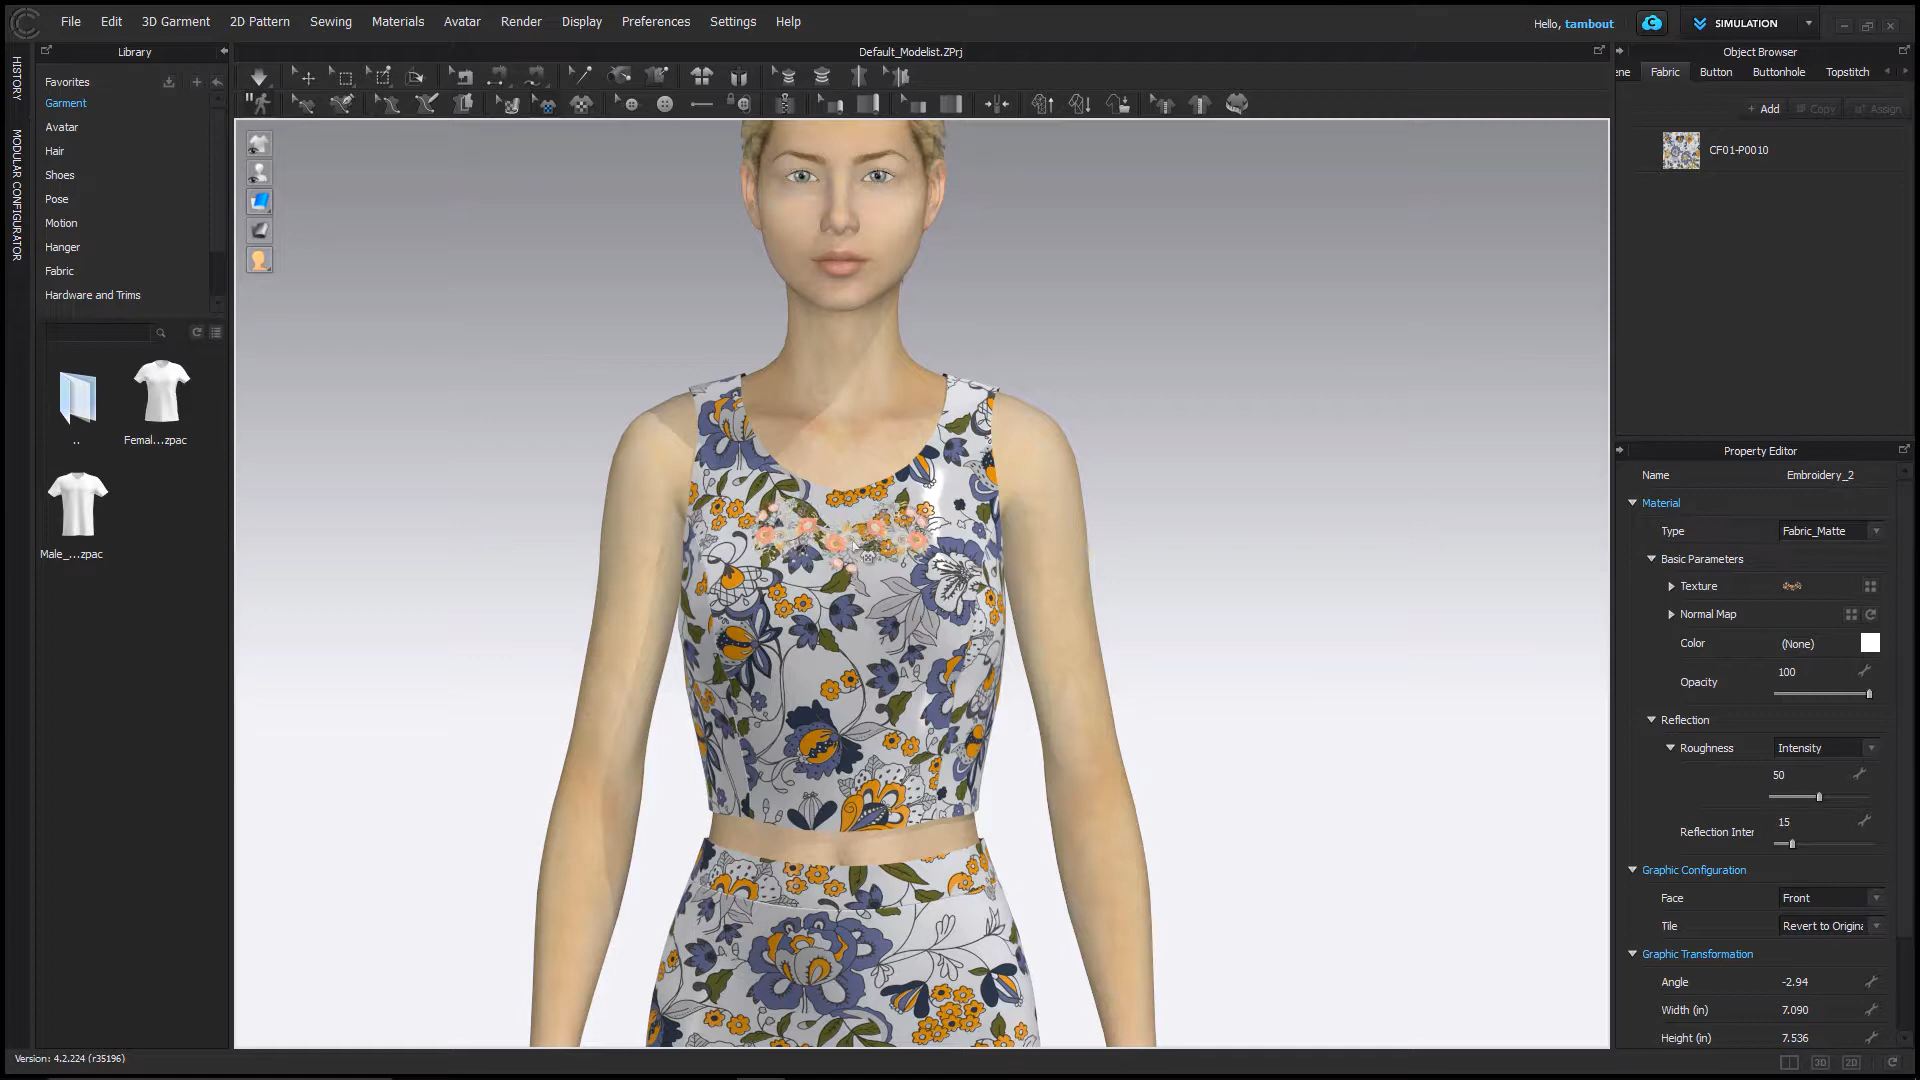 File Edit 3D Garment 2D Pattern Sewing Materials Avatar Render Display Preferences Settings Help
Hello, tambout
SIMULATION
HISTORY
MODULAR CONFIGURATOR
Library
Favorites
Garment
Avatar
Hair
Shoes
Pose
Motion
Hanger
Fabric
Hardware and Trims
..
Femal...zpac
Male_...zpac
Default_Modelist.ZPrj
Object Browser
ene Fabric Button Buttonhole Topstitch
+ Add Copy Assign
CF01-P0010
Property Editor
Name Embroidery_2
Material
Type Fabric_Matte
Basic Parameters
Texture
Normal Map
Color (None)
Opacity 100
Reflection
Roughness Intensity
50
Reflection Inter 15
Graphic Configuration
Face Front
Tile Revert to Origina
Graphic Transformation
Angle -2.94
Width (in) 7.090
Height (in) 7.536
Version: 4.2.224 (r35196)
3D 2D